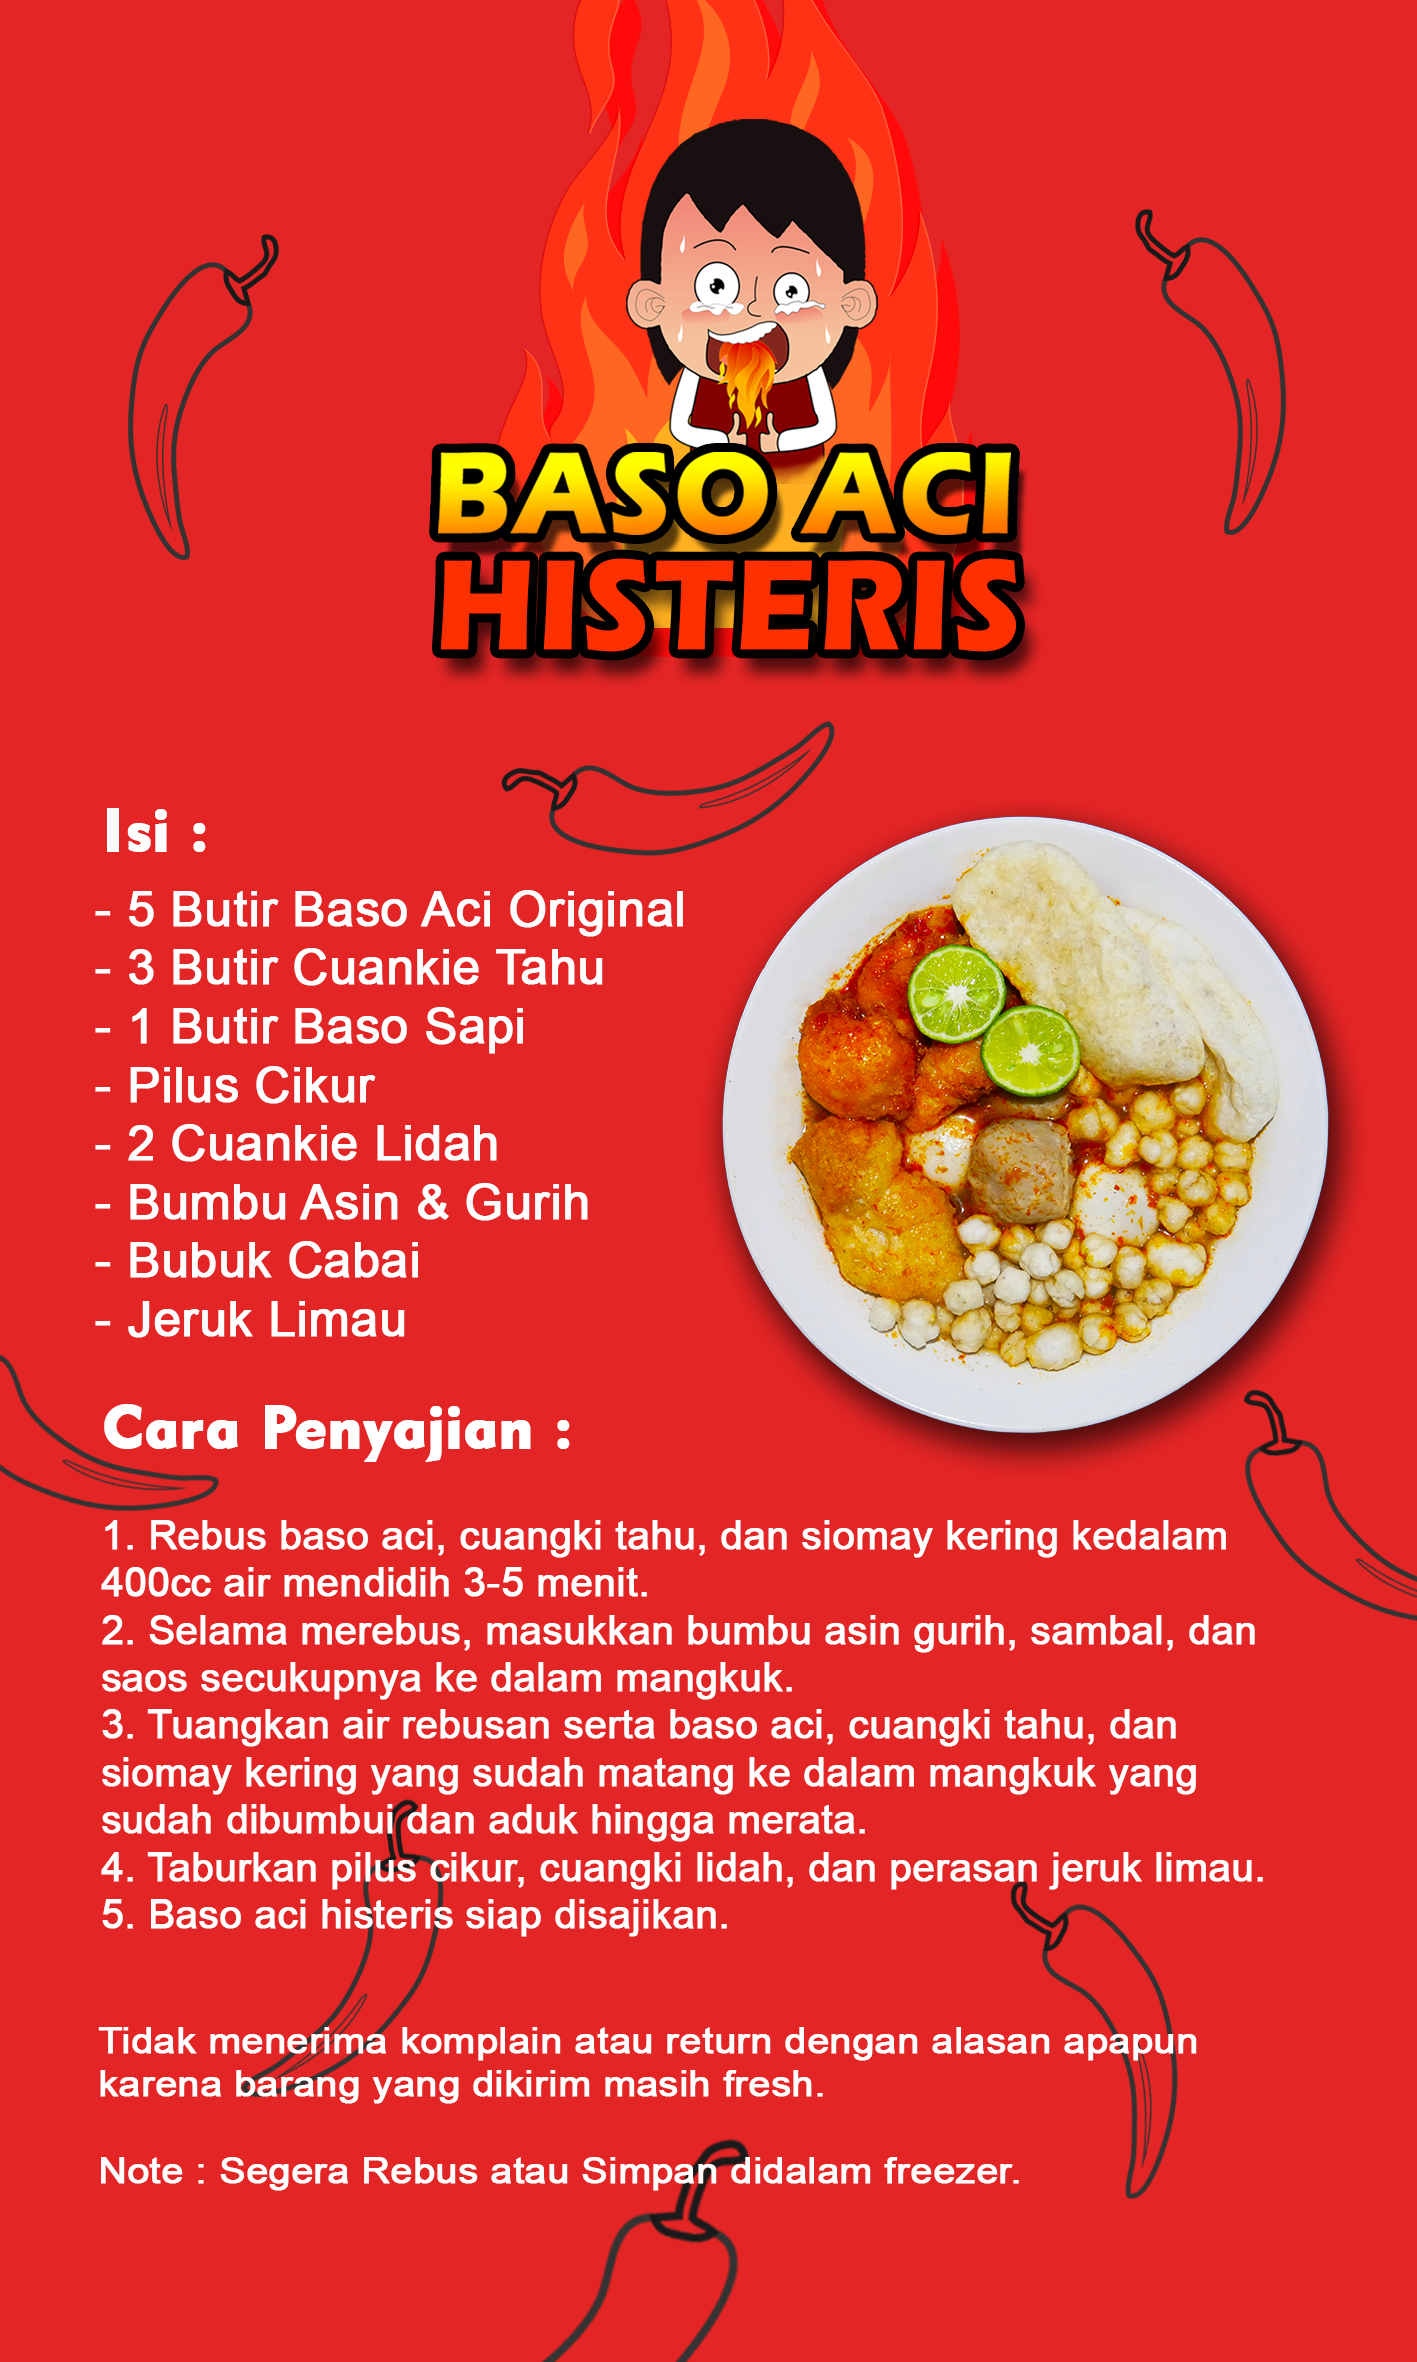 BASO ACI
HISTERIS
Isi :
- 5 Butir Baso Aci Original
- 3 Butir Cuankie Tahu
- 1 Butir Baso Sapi
- Pilus Cikur
- 2 Cuankie Lidah
- Bumbu Asin & Gurih
- Bubuk Cabai
- Jeruk Limau
Cara Penyajian :
1. Rebus baso aci, cuangki tahu, dan siomay kering kedalam
400cc air mendidih 3-5 menit.
2. Selama merebus, masukkan bumbu asin gurih, sambal, dan
saos secukupnya ke dalam mangkuk.
3. Tuangkan air rebusan serta baso aci, cuangki tahu, dan
siomay kering yang sudah matang ke dalam mangkuk yang
sudah dibumbui dan aduk hingga merata.
4. Taburkan pilus cikur, cuangki lidah, dan perasan jeruk limau.
5. Baso aci histeris siap disajikan.
Tidak menerima komplain atau return dengan alasan apapun
karena barang yang dikirim masih fresh.
Note : Segera Rebus atau Simpan didalam freezer.